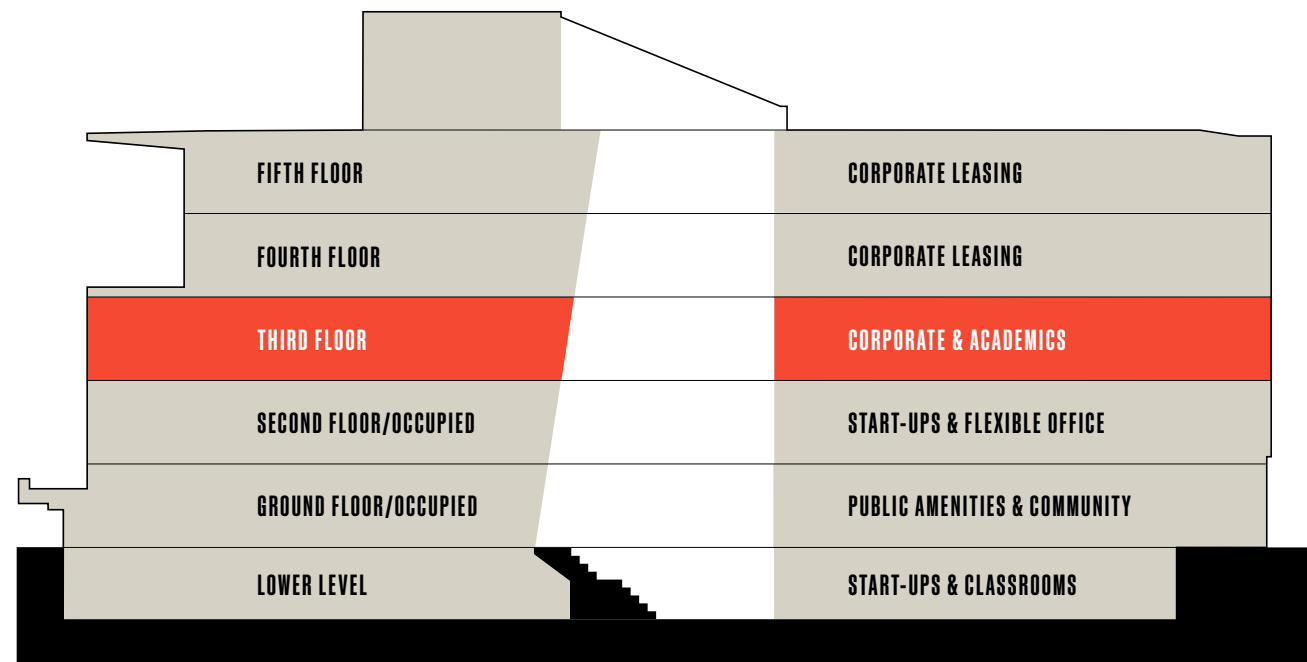 FIFTH FLOOR
CORPORATE LEASING
FOURTH FLOOR
CORPORATE LEASING
THIRD FLOOR
CORPORATE & ACADEMICS
SECOND FLOOR/OCCUPIED
START-UPS & FLEXIBLE OFFICE
GROUND FLOOR/OCCUPIED
PUBLIC AMENITIES & COMMUNITY
LOWER LEVEL
START-UPS & CLASSROOMS